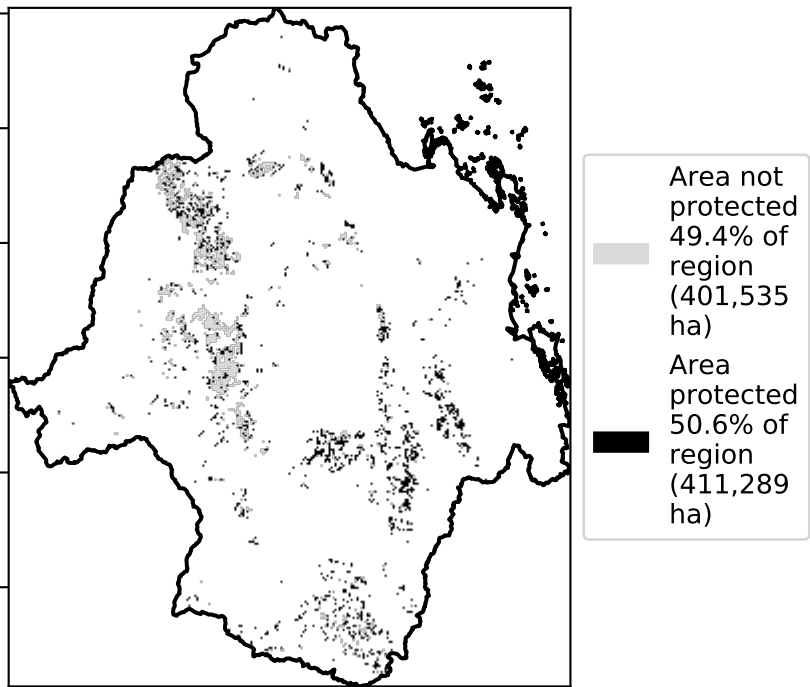 Area not
protected
49.4% of
region
(401,535
ha)
Area
protected
50.6% of
region
(411,289
ha)